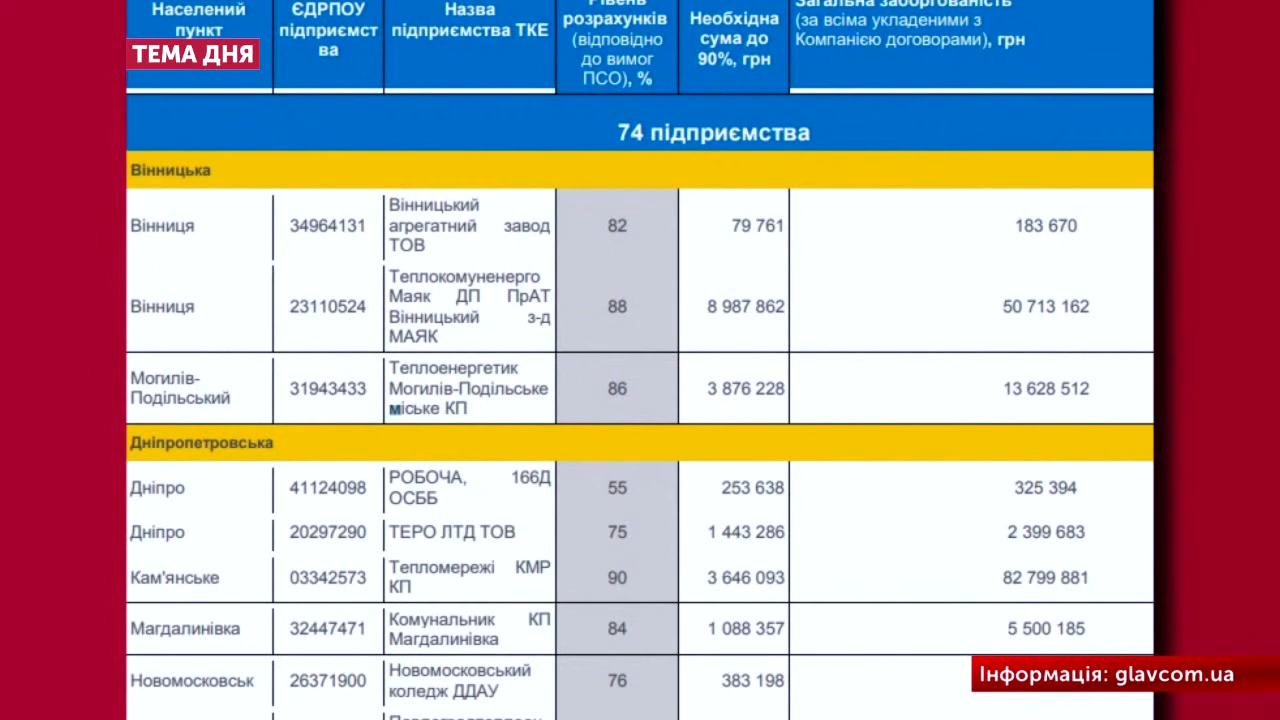 Населений
пункт
ЄДРПОУ
підприємст
ва
Назва
підприємства ТКЕ
Рівень
розрахунків
(відповідно
до вимог
ПСО), %
Необхідна
сума до
90%, грн
Загальна заборгованість
(за всіма укладеними з
Компанією договорами), грн
ТЕМА ДНЯ
74 підприємства
Вінницька
Вінниця
34964131
Вінницький
агрегатний завод
ТОВ
82
79 761
183 670
Вінниця
23110524
Теплокомуненерго
Маяк ДП ПрАТ
Вінницький з-д
МАЯК
88
8 987 862
50 713 162
Могилів-
Подільський
31943433
Теплоенергетик
Могилів-Подільське
міське КП
86
3 876 228
13 628 512
Дніпропетровська
Дніпро
41124098
РОБОЧА, 166Д
ОСББ
55
253 638
325 394
Дніпро
20297290
ТЕРО ЛТД ТОВ
75
1 443 286
2 399 683
Кам'янське
03342573
Тепломережі КМР
КП
90
3 646 093
82 799 881
Магдалинівка
32447471
Комунальник КП
Магдалинівка
84
1 088 357
5 500 185
Новомосковськ
26371900
Новомосковський
коледж ДДАУ
76
383 198
Інформація: glavcom.ua